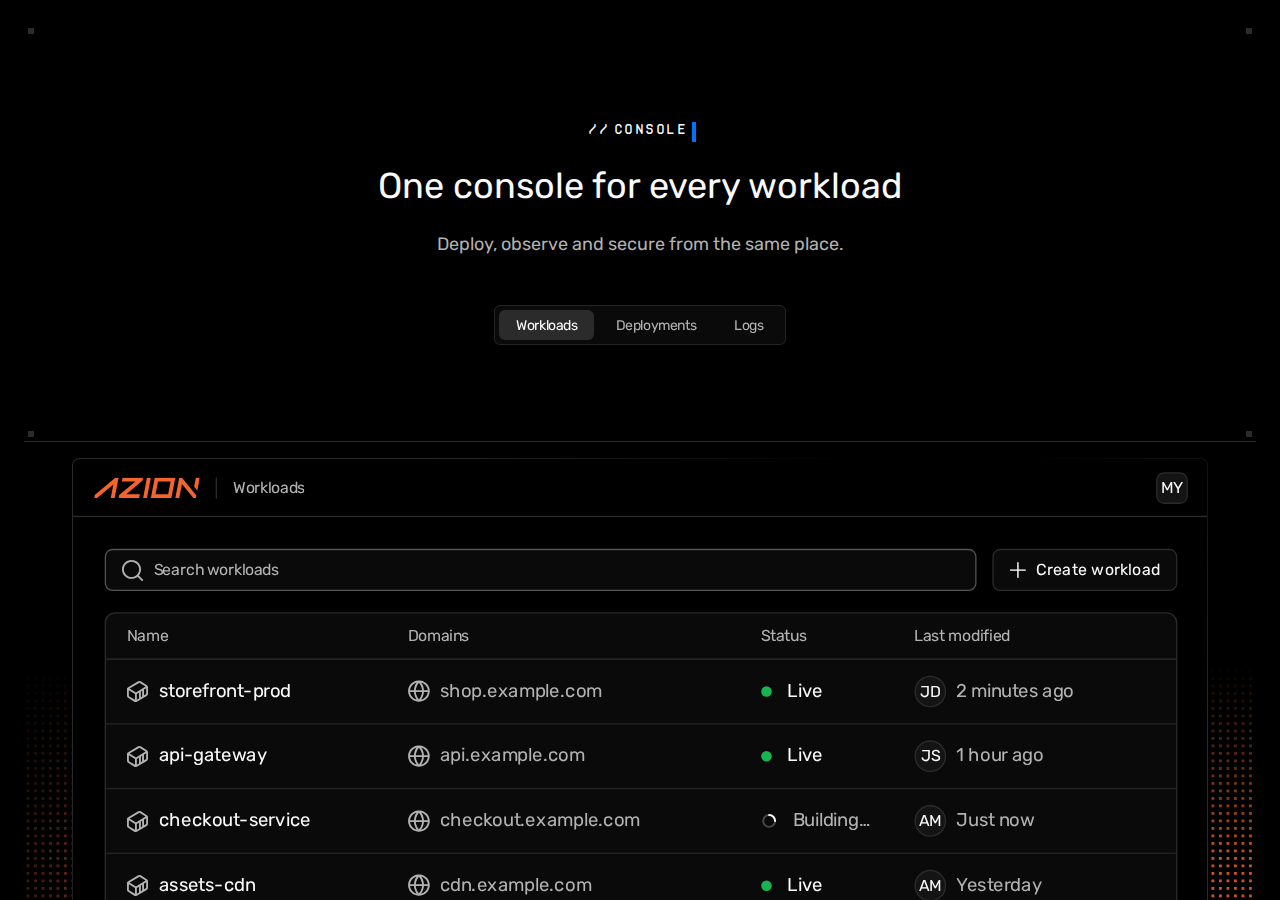 // CONSOLE
One console for every workload
Deploy, observe and secure from the same place.
Workloads Deployments Logs
AZION Workloads MY
Search workloads Create workload
Name Domains Status Last modified
storefront-prod shop.example.com Live JD 2 minutes ago
api-gateway api.example.com Live JS 1 hour ago
checkout-service checkout.example.com Building... AM Just now
assets-cdn cdn.example.com Live AM Yesterday